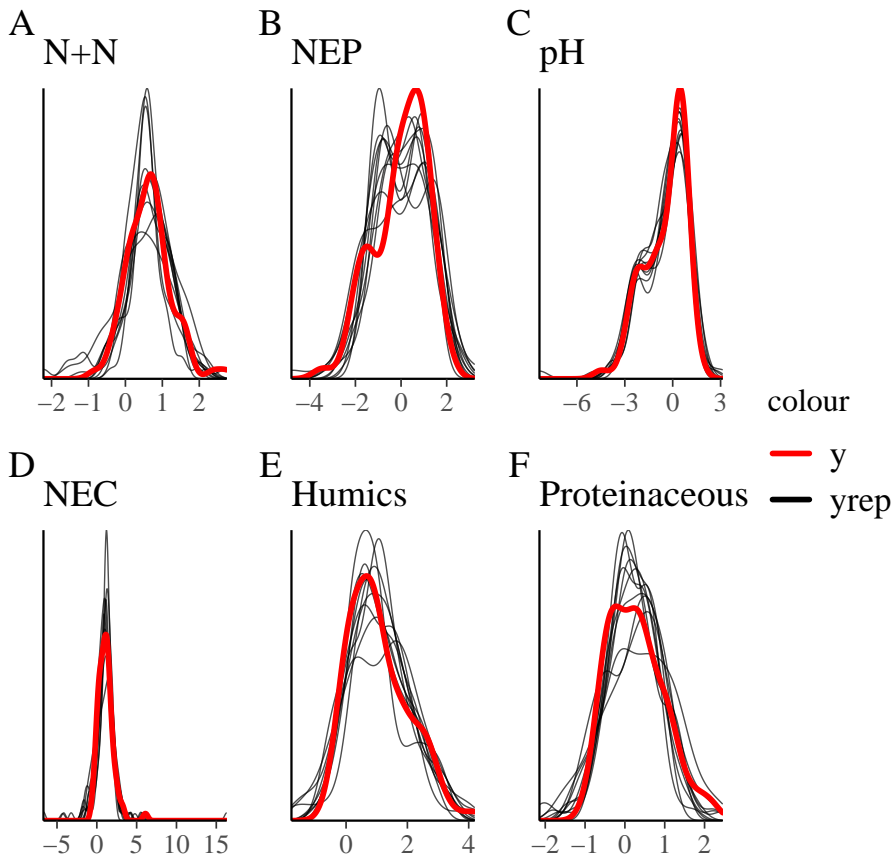 A
N+N
−2 −1 0 1 2
B
NEP
−4 −2 0 2
C
pH
−6 −3 0 3
colour
y
yrep
D
NEC
−5 0 5 10 15
E
Humics
0 2 4
F
Proteinaceous
−2 −1 0 1 2